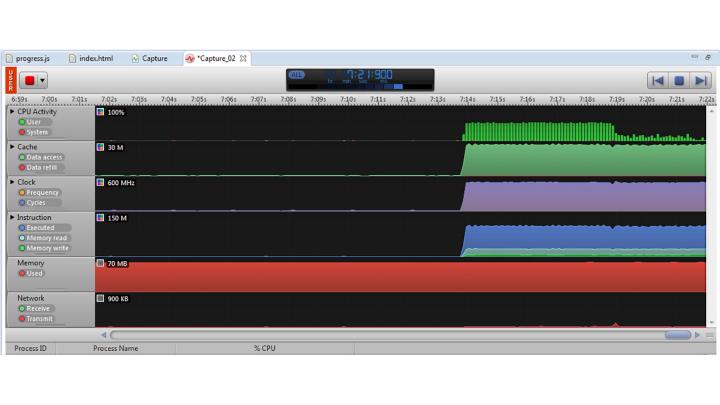 progress.js index.html Capture *Capture_02
USER
ALL 7:21:900
hr min sec ms
6:59s 7:00s 7:01s 7:02s 7:03s 7:04s 7:05s 7:06s 7:07s 7:08s 7:09s 7:10s 7:11s 7:12s 7:13s 7:14s 7:15s 7:16s 7:17s 7:18s 7:19s 7:20s 7:21s 7:22s
CPU Activity 100%
User
System
Cache 30 M
Data access
Data refill
Clock 600 MHz
Frequency
Cycles
Instruction 150 M
Executed
Memory read
Memory write
Memory 70 MB
Used
Network 900 KB
Receive
Transmit
Process ID Process Name % CPU